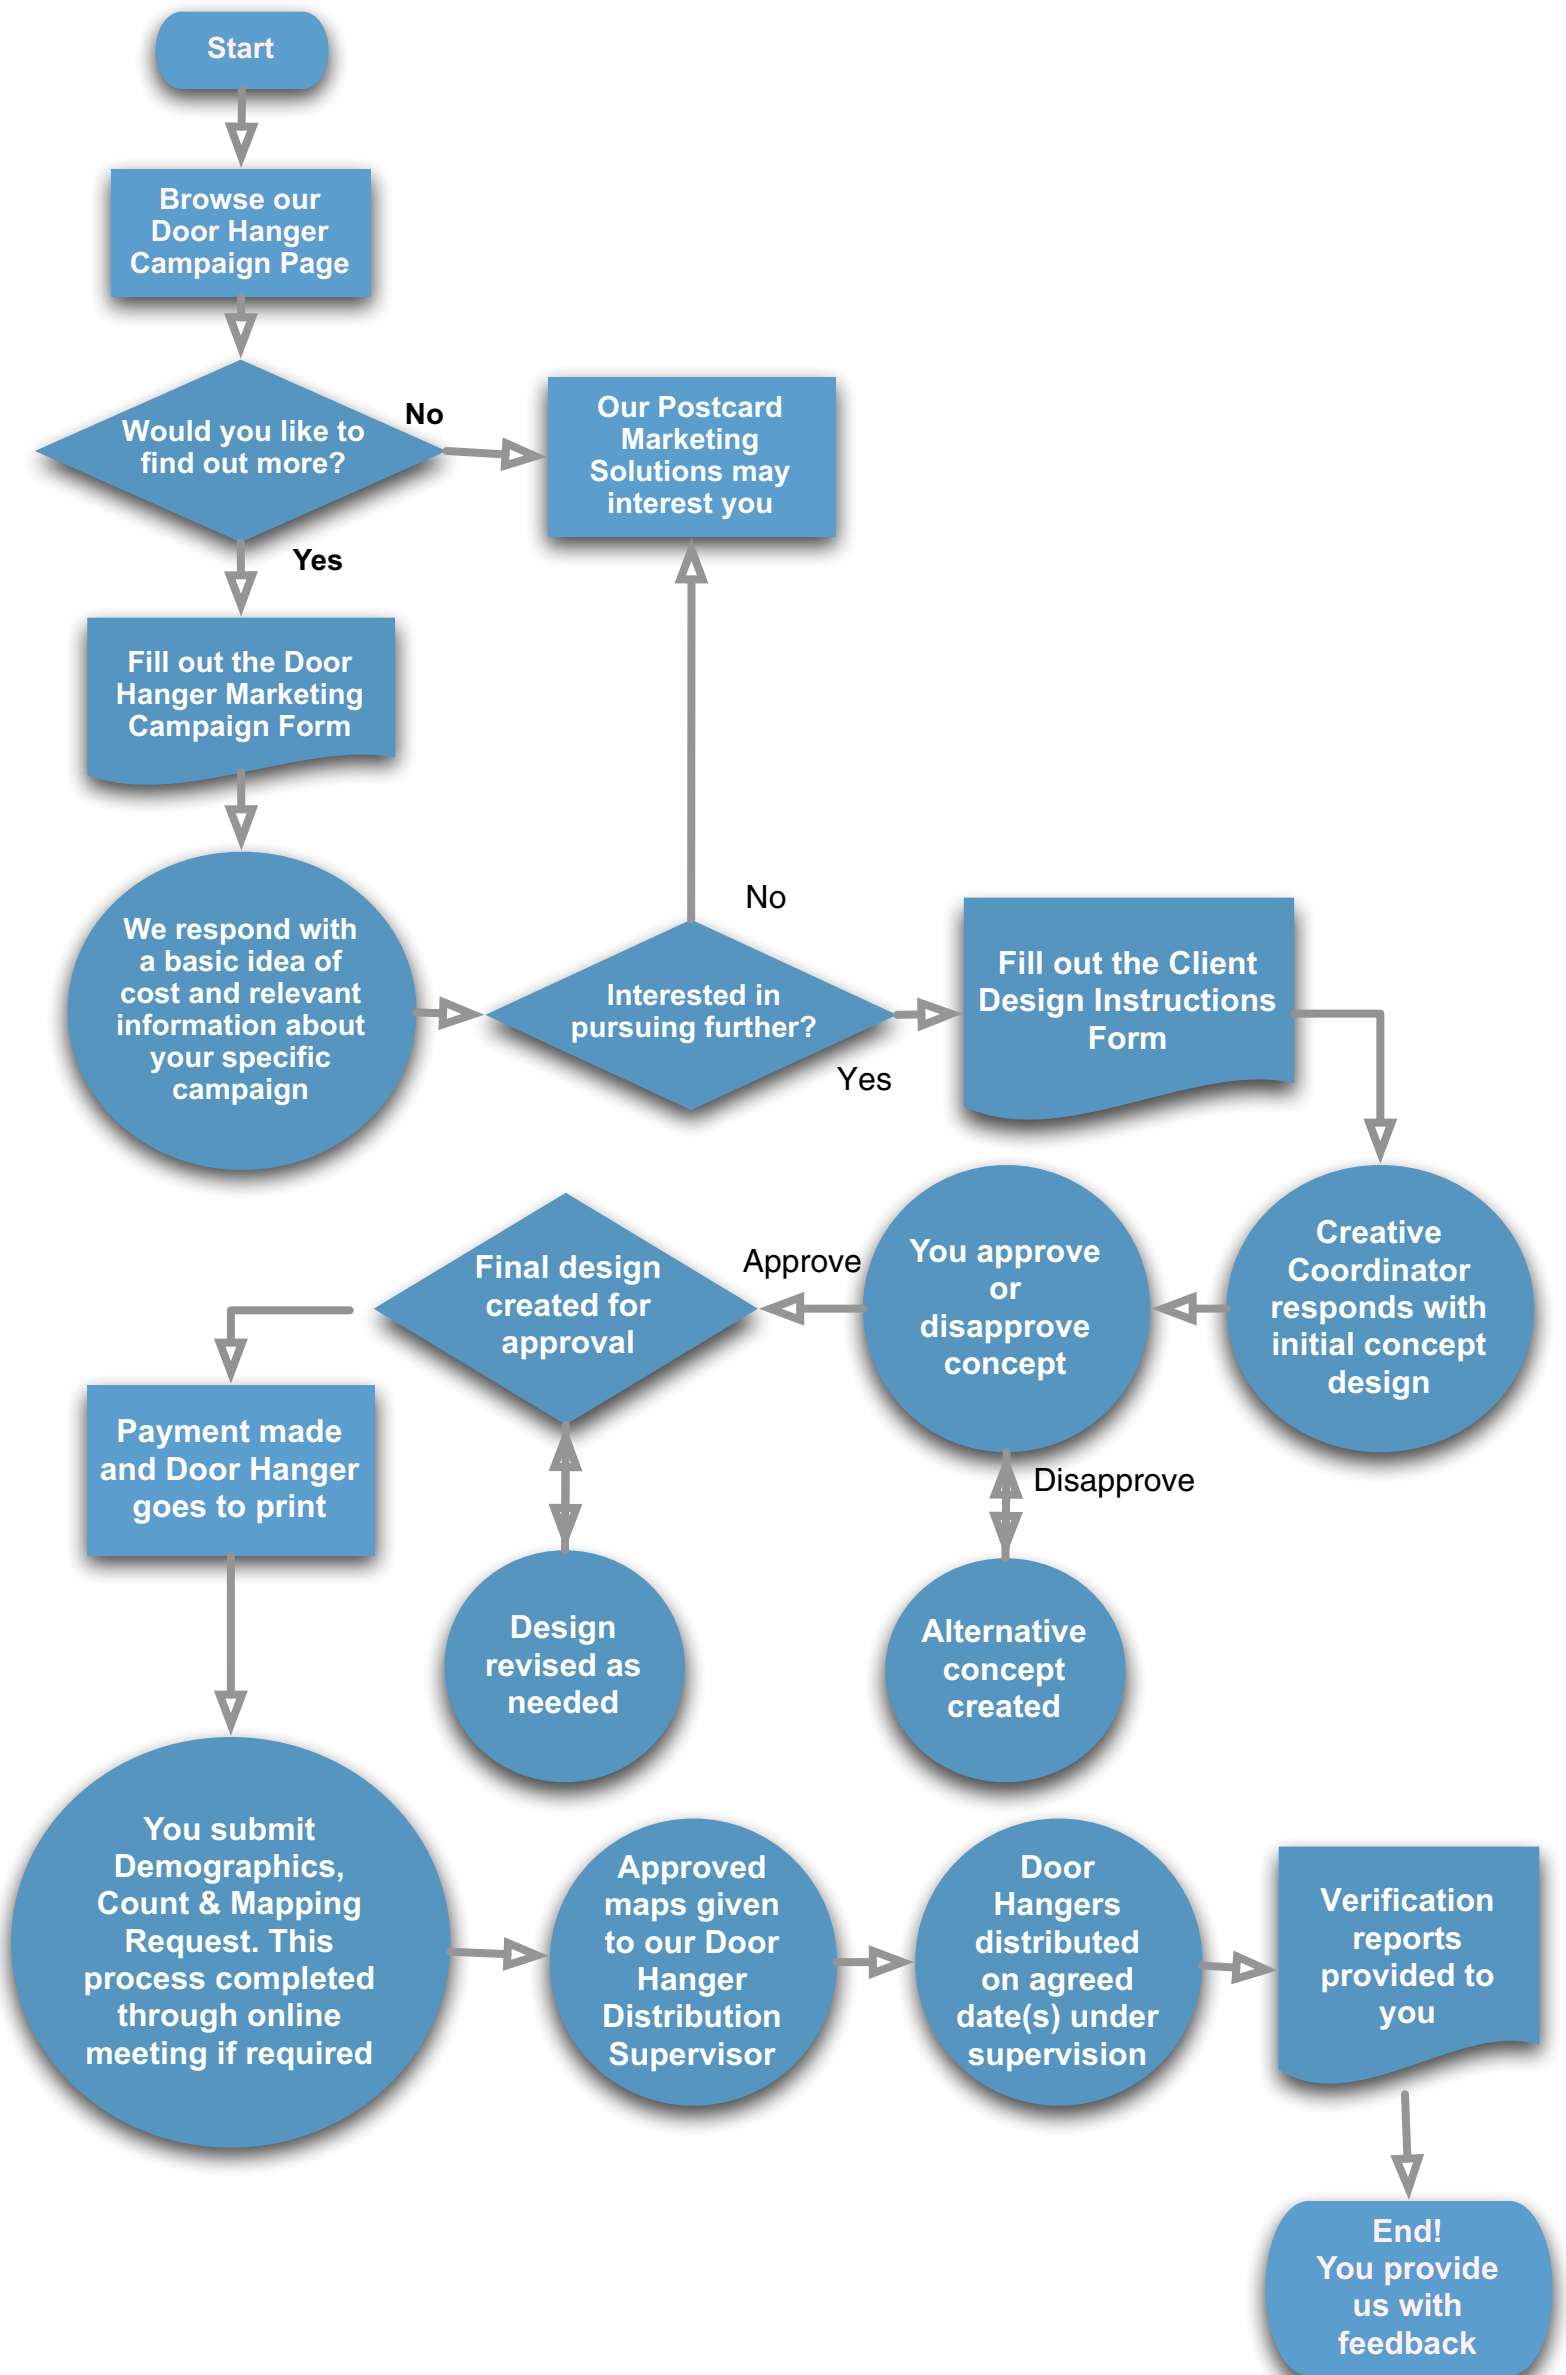 Start
Browse our
Door Hanger
Campaign Page
Would you like to
find out more?
No
Our Postcard
Marketing
Solutions may
interest you
Yes
Fill out the Door
Hanger Marketing
Campaign Form
We respond with
a basic idea of
cost and relevant
information about
your specific
campaign
No
Interested in
pursuing further?
Yes
Fill out the Client
Design Instructions
Form
Creative
Coordinator
responds with
initial concept
design
You approve
or
disapprove
concept
Approve
Disapprove
Alternative
concept
created
Final design
created for
approval
Design
revised as
needed
Payment made
and Door Hanger
goes to print
You submit
Demographics,
Count & Mapping
Request. This
process completed
through online
meeting if required
Approved
maps given
to our Door
Hanger
Distribution
Supervisor
Door
Hangers
distributed
on agreed
date(s) under
supervision
Verification
reports
provided to
you
End!
You provide
us with
feedback